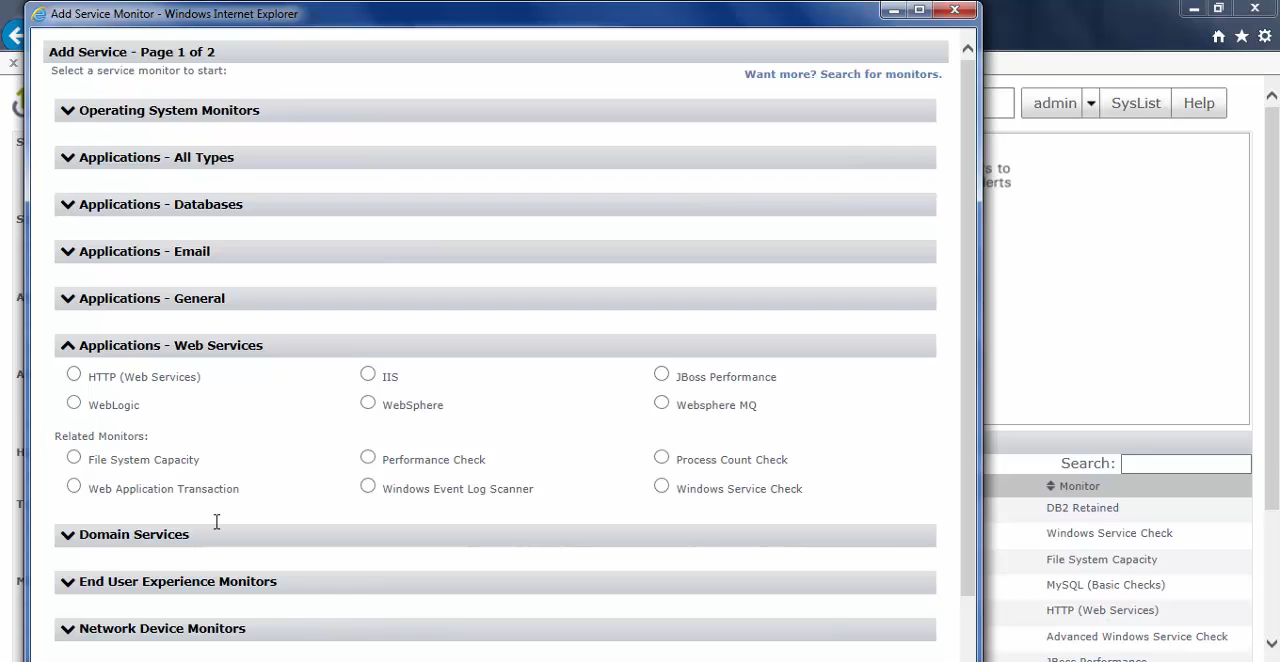 Add Service Monitor - Windows Internet Explorer
Add Service - Page 1 of 2
Select a service monitor to start:
Want more? Search for monitors.
Operating System Monitors
Applications - All Types
Applications - Databases
Applications - Email
Applications - General
Applications - Web Services
HTTP (Web Services) IIS JBoss Performance
WebLogic WebSphere Websphere MQ
Related Monitors:
File System Capacity Performance Check Process Count Check
Web Application Transaction Windows Event Log Scanner Windows Service Check
Domain Services
End User Experience Monitors
Network Device Monitors
admin SysList Help
to
Search:
Monitor
DB2 Retained
Windows Service Check
File System Capacity
MySQL (Basic Checks)
HTTP (Web Services)
Advanced Windows Service Check
JBoss Performance